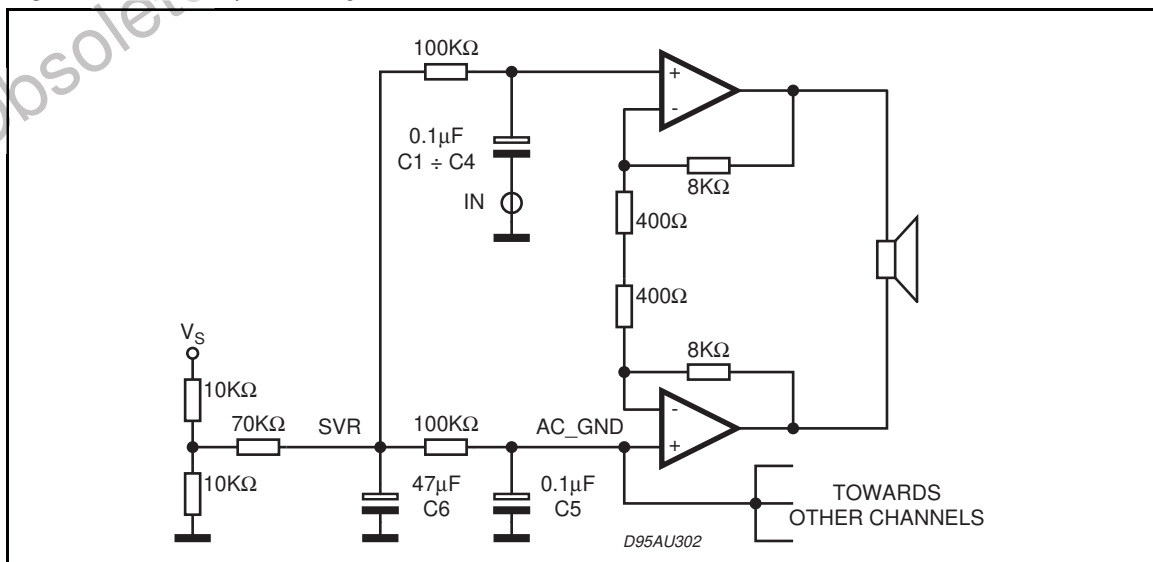 obsolete
100KΩ
+
-
0.1µF
C1 ÷ C4
8KΩ
IN
400Ω
400Ω
V_S
8KΩ
10KΩ
70KΩ
SVR
100KΩ
AC_GND
-
+
10KΩ
47µF
C6
0.1µF
C5
TOWARDS
OTHER CHANNELS
D95AU302